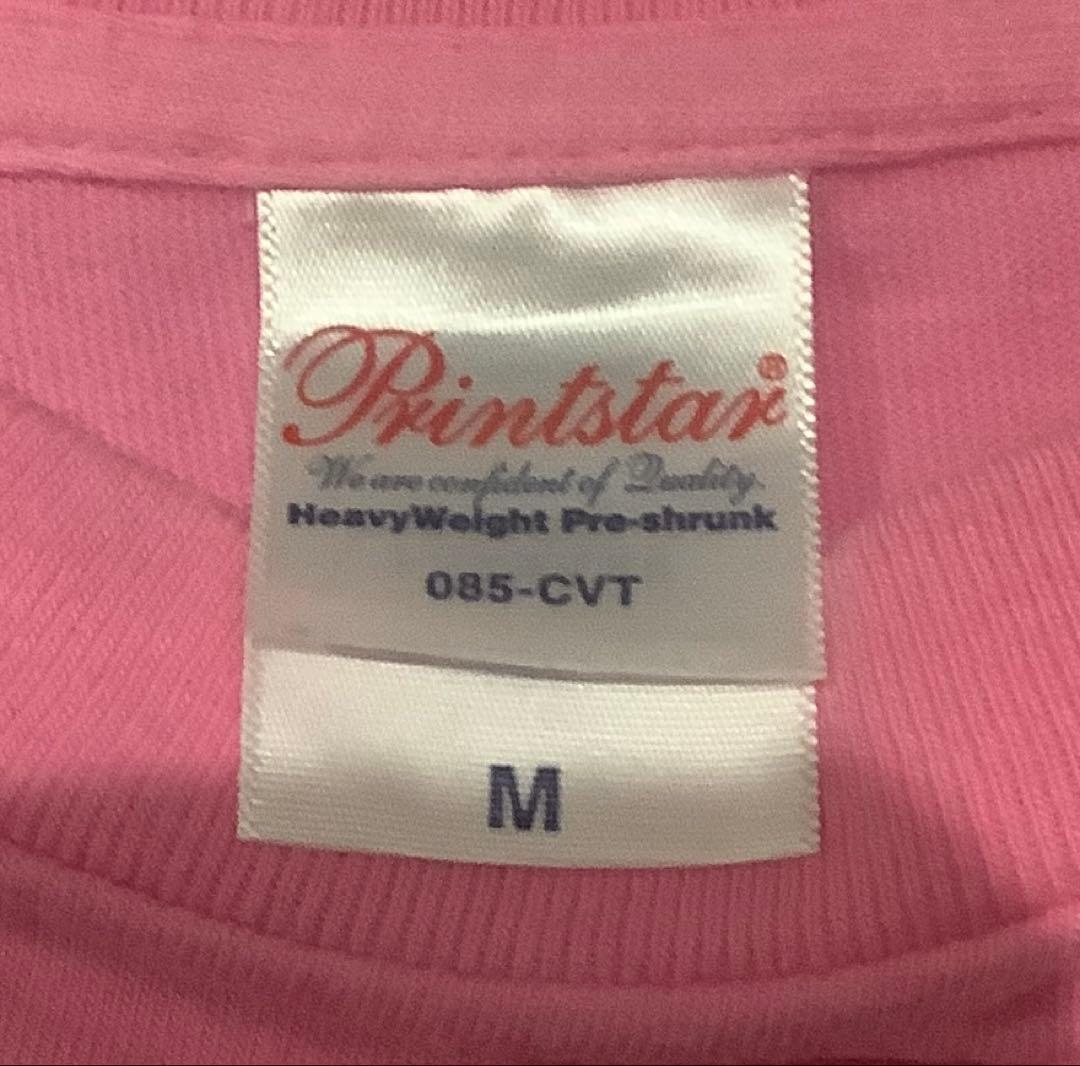 Printstar®
We are confident of Quality.
HeavyWeight Pre-shrunk
085-CVT
M